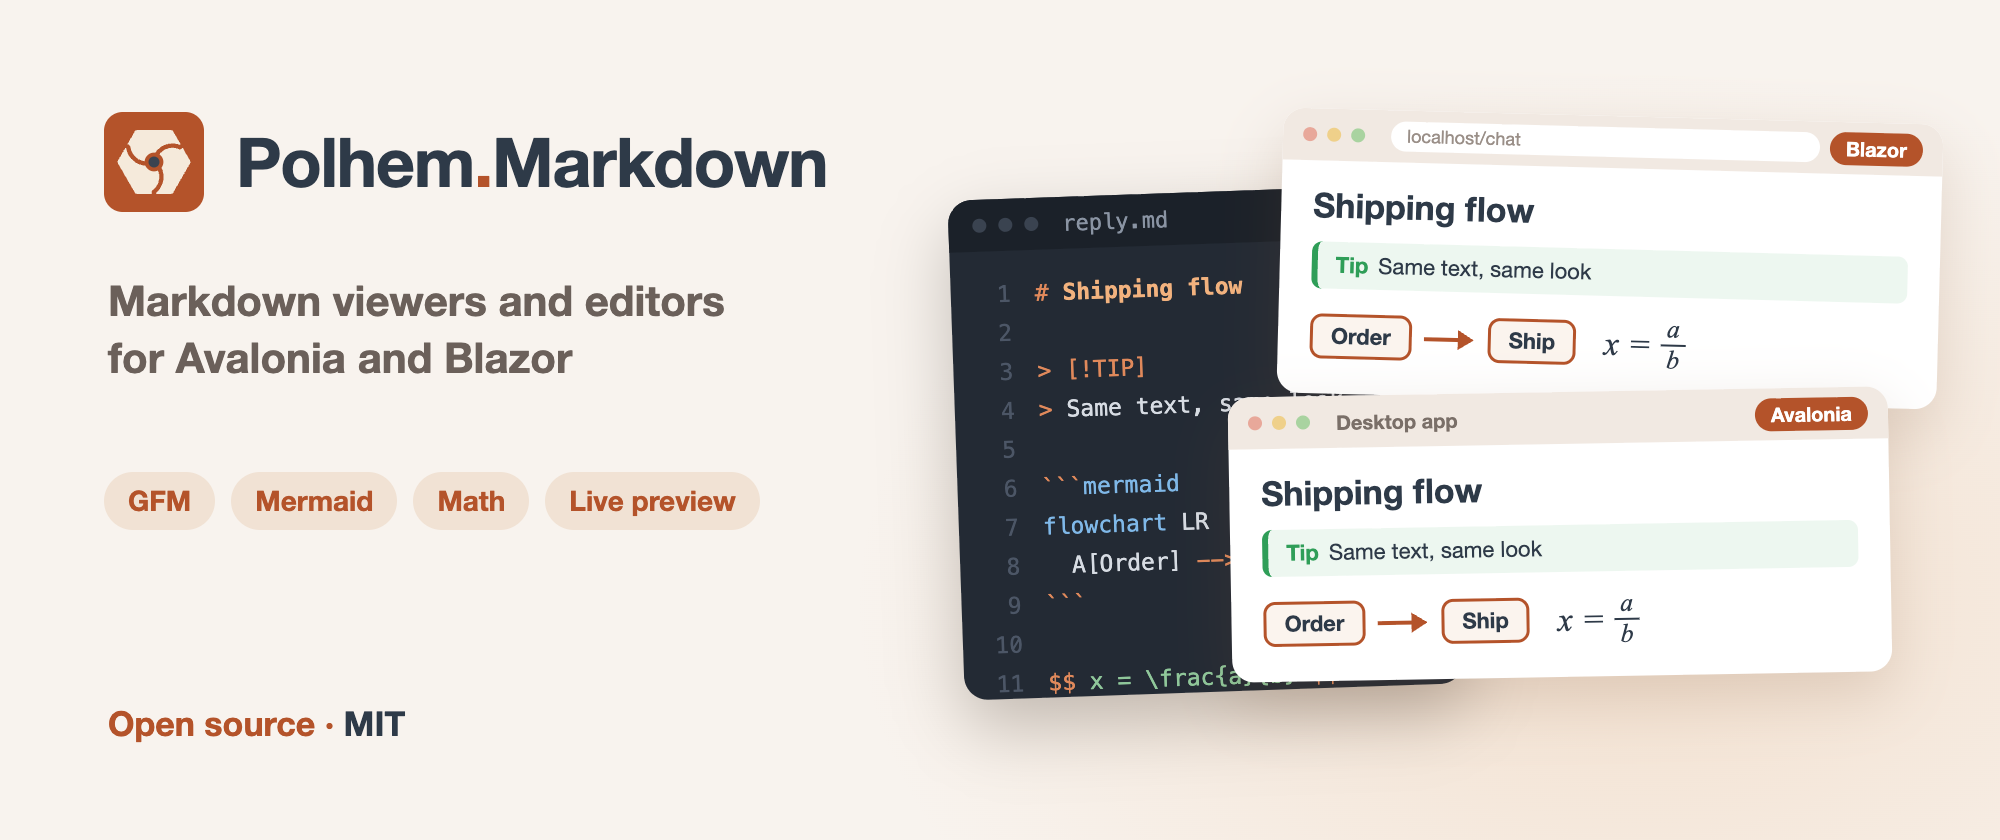 Polhem.Markdown
Markdown viewers and editors
for Avalonia and Blazor
GFM
Mermaid
Math
Live preview
Open source · MIT
reply.md
1 # Shipping flow
2
3 > [!TIP]
4 > Same text,
5
6 ```mermaid
7 flowchart LR
8 A[Order] -->
9 ```
10
11 $$ x = \frac{a}
localhost/chat
Blazor
Shipping flow
Tip Same text, same look
Order
Ship
x = a/b
Desktop app
Avalonia
Shipping flow
Tip Same text, same look
Order
Ship
x = a/b